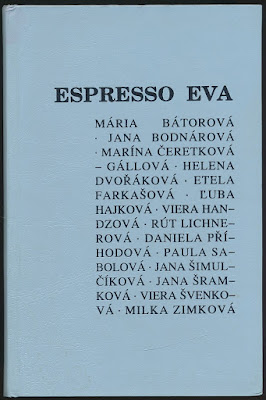 ESPRESSO EVA
MÁRIA BÁTOROVÁ
· JANA BODNÁROVÁ
· MARÍNA ČERETKOVÁ
– GÁLLOVÁ · HELENA
DVOŘÁKOVÁ · ETELA
FARKAŠOVÁ · ĽUBA
HAJKOVÁ · VIERA HAN–
DZOVÁ · RÚT LICHNE–
ROVÁ · DANIELA PŘÍ–
HODOVÁ · PAULA SA–
BOLOVÁ · JANA ŠIMUL–
ČÍKOVÁ · JANA ŠRAM–
KOVÁ · VIERA ŠVENKO–
VÁ · MILKA ZIMKOVÁ